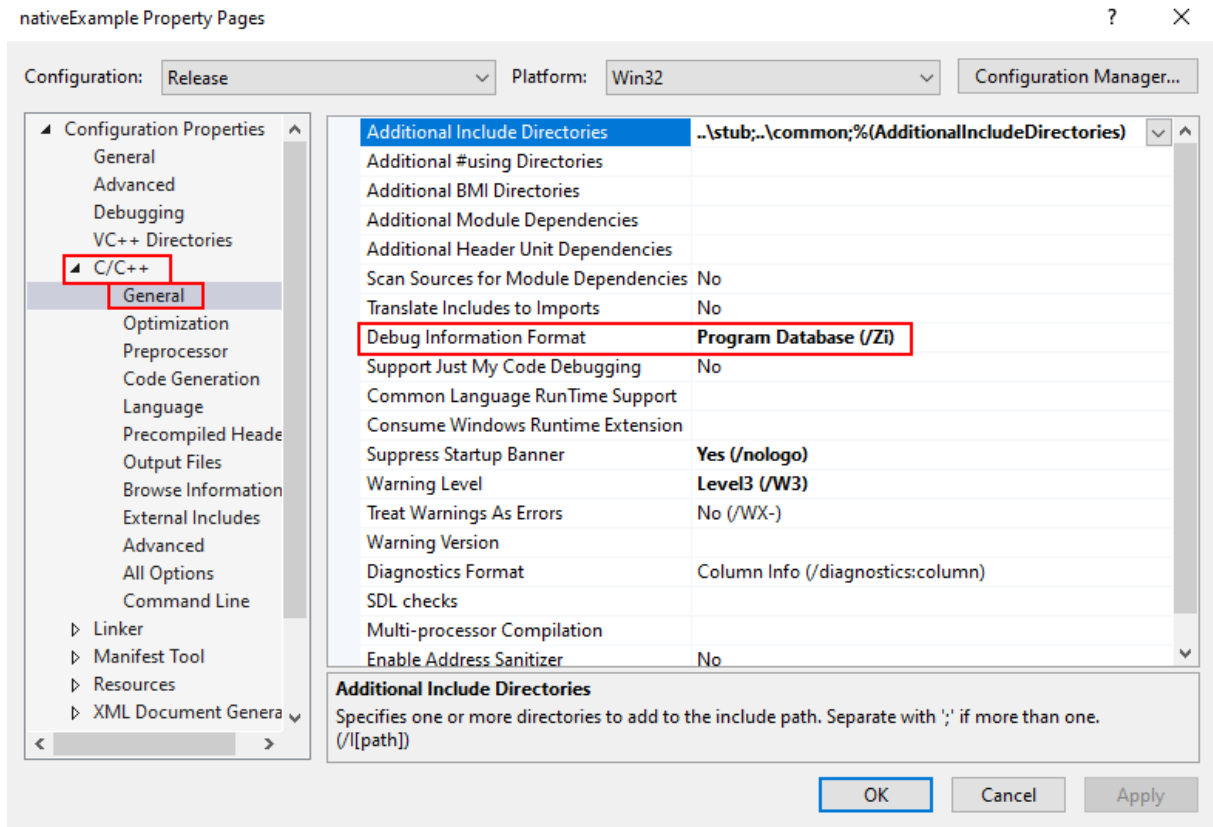 nativeExample Property Pages
?
Configuration: Release Platform: Win32 Configuration Manager...
Configuration Properties
General
Advanced
Debugging
VC++ Directories
C/C++
General
Optimization
Preprocessor
Code Generation
Language
Precompiled Heade
Output Files
Browse Information
External Includes
Advanced
All Options
Command Line
Linker
Manifest Tool
Resources
XML Document Genera
Additional Include Directories ..\stub;..\common;%(AdditionalIncludeDirectories)
Additional #using Directories
Additional BMI Directories
Additional Module Dependencies
Additional Header Unit Dependencies
Scan Sources for Module Dependencies No
Translate Includes to Imports No
Debug Information Format Program Database (/Zi)
Support Just My Code Debugging No
Common Language RunTime Support
Consume Windows Runtime Extension
Suppress Startup Banner Yes (/nologo)
Warning Level Level3 (/W3)
Treat Warnings As Errors No (/WX-)
Warning Version
Diagnostics Format Column Info (/diagnostics:column)
SDL checks
Multi-processor Compilation
Enable Address Sanitizer No
Additional Include Directories
Specifies one or more directories to add to the include path. Separate with ';' if more than one.
(/I[path])
OK Cancel Apply